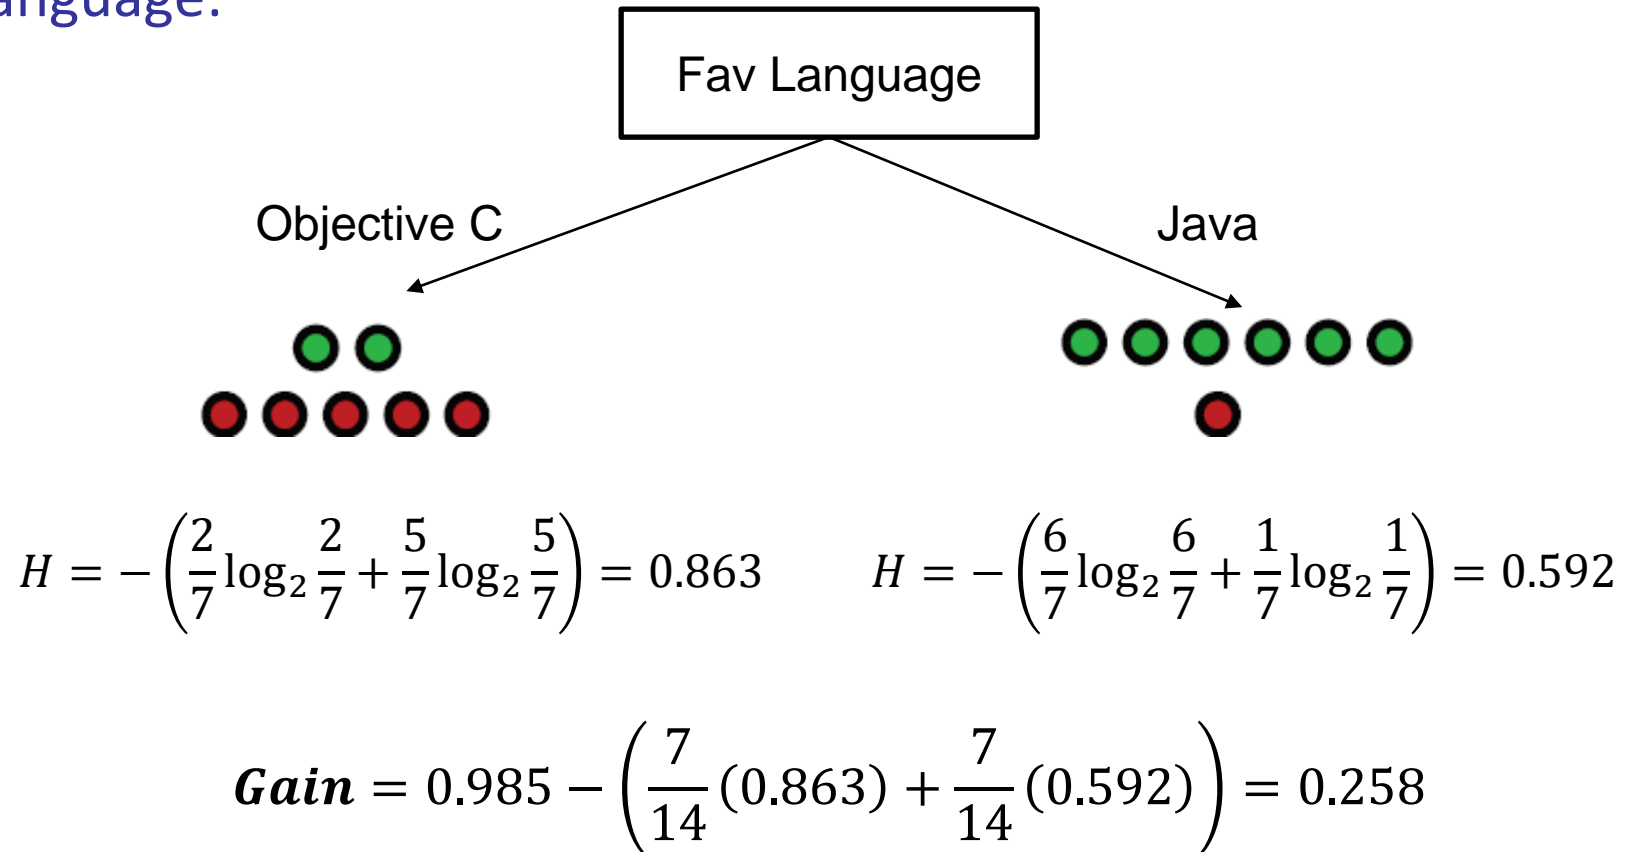 anguage:
Fav Language
Objective C
Java
H = −(2/7 log₂ 2/7 + 5/7 log₂ 5/7) = 0.863
H = −(6/7 log₂ 6/7 + 1/7 log₂ 1/7) = 0.592
Gain = 0.985 − (7/14 (0.863) + 7/14 (0.592)) = 0.258